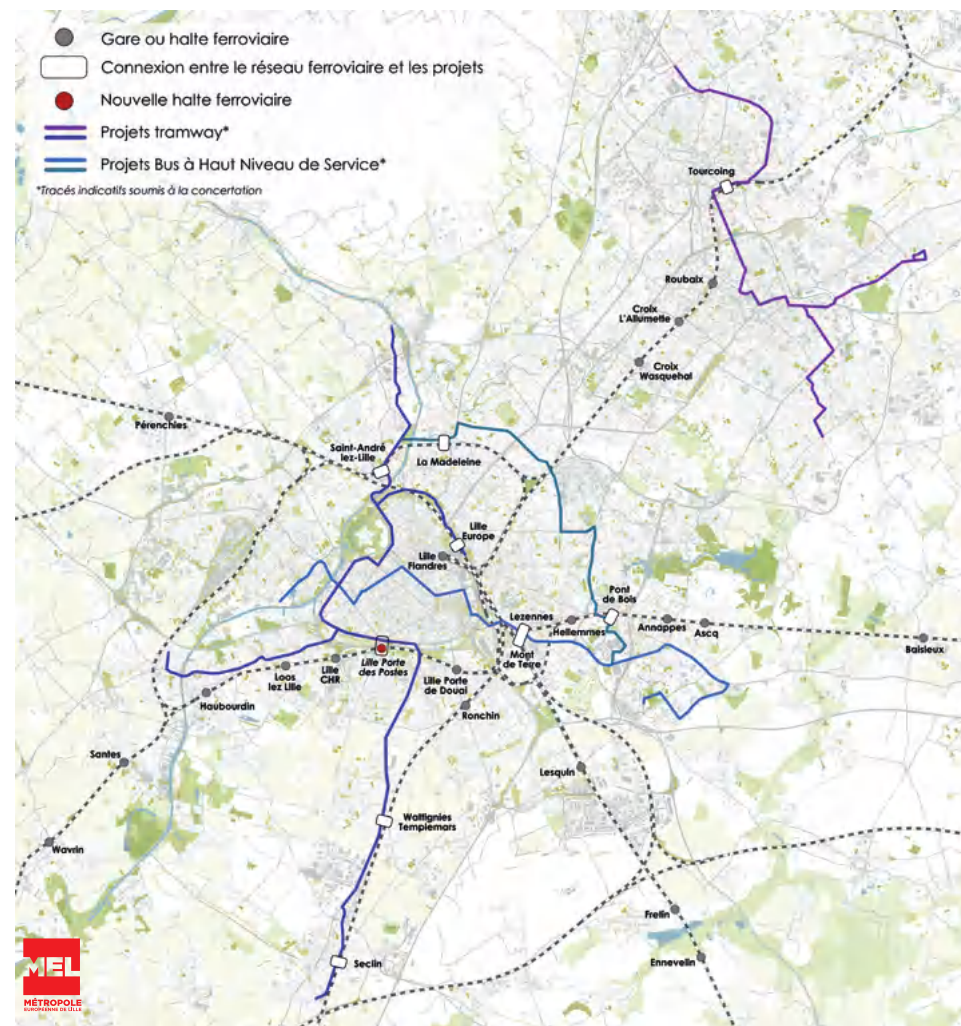 Gare ou halte ferroviaire
Connexion entre le réseau ferroviaire et les projets
Nouvelle halte ferroviaire
Projets tramway*
Projets Bus à Haut Niveau de Service*
*Tracés indicatifs soumis à la concertation
Tourcoing
Roubaix
Croix
L'Allumette
Croix
Wasquehal
Pérenchies
Saint-André
lez-Lille
La Madeleine
Lille
Europe
Lille
Flandres
Pont
de Bois
Lezennes
Hellemmes
Annappes
Ascq
Baisieux
Mont
de Terre
Lille Porte
des Postes
Lille
CHR
Loos
lez Lille
Lille Porte
de Douai
Haubourdin
Ronchin
Santes
Lesquin
Wattignies
Templemars
Wavrin
Fretin
Ennevelin
Seclin
MEL
MÉTROPOLE
EUROPÉENNE DE LILLE